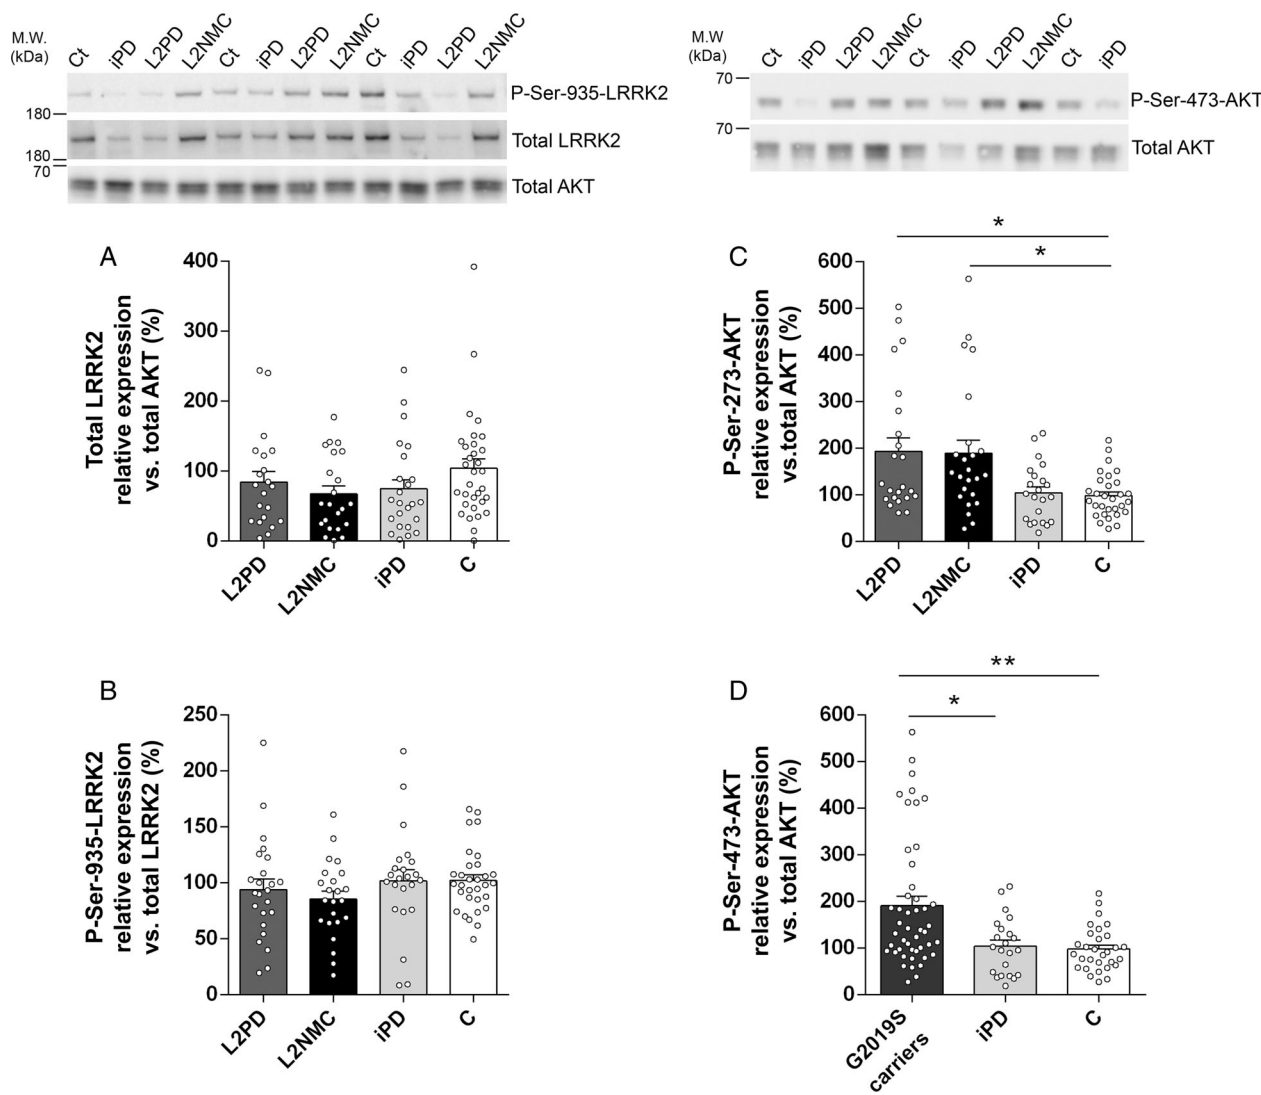 M.W. (kDa)
Ct iPD L2PD L2NMC Ct iPD L2PD L2NMC Ct iPD L2PD L2NMC
P-Ser-935-LRRK2
180
Total LRRK2
180
70
Total AKT
M.W (kDa)
Ct iPD L2PD L2NMC Ct iPD L2PD L2NMC Ct iPD
70
P-Ser-473-AKT
70
Total AKT
A
Total LRRK2
relative expression
vs. total AKT (%)
400
300
200
100
0
L2PD L2NMC iPD C
C
* 
*
P-Ser-273-AKT
relative expression
vs.total AKT (%)
600
500
400
300
200
100
0
L2PD L2NMC iPD C
B
P-Ser-935-LRRK2
relative expression
vs. total LRRK2 (%)
250
200
150
100
50
0
L2PD L2NMC iPD C
D
**
*
P-Ser-473-AKT
relative expression
vs. total AKT (%)
600
500
400
300
200
100
0
G2019S carriers iPD C